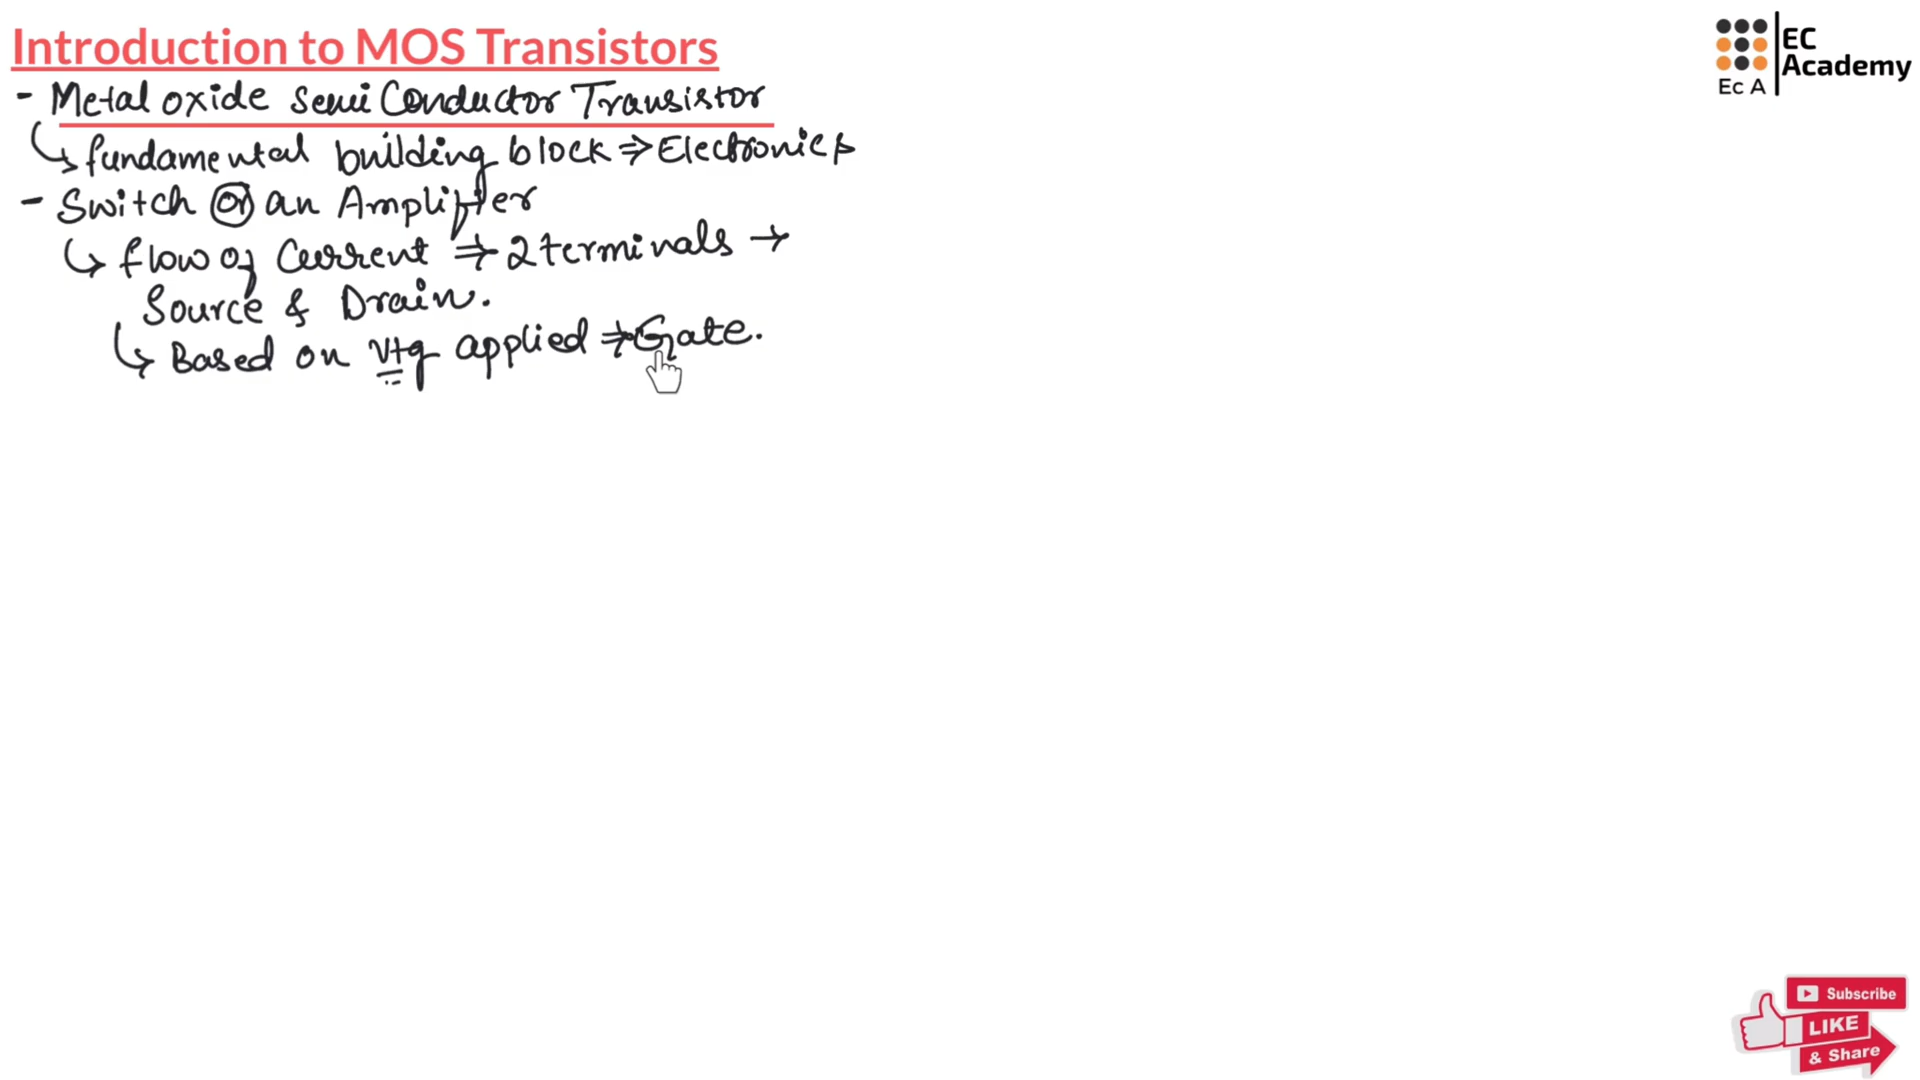 Introduction to MOS Transistors
- Metal oxide semi Conductor Transistor
↳ fundamental building block ⇒ Electronics
- Switch or an Amplifier
↳ flow of Current ⇒ 2 terminals →
Source & Drain.
↳ Based on Vtg applied ⇒ Gate.
EC
Academy
Ec A
Subscribe
LIKE
& Share